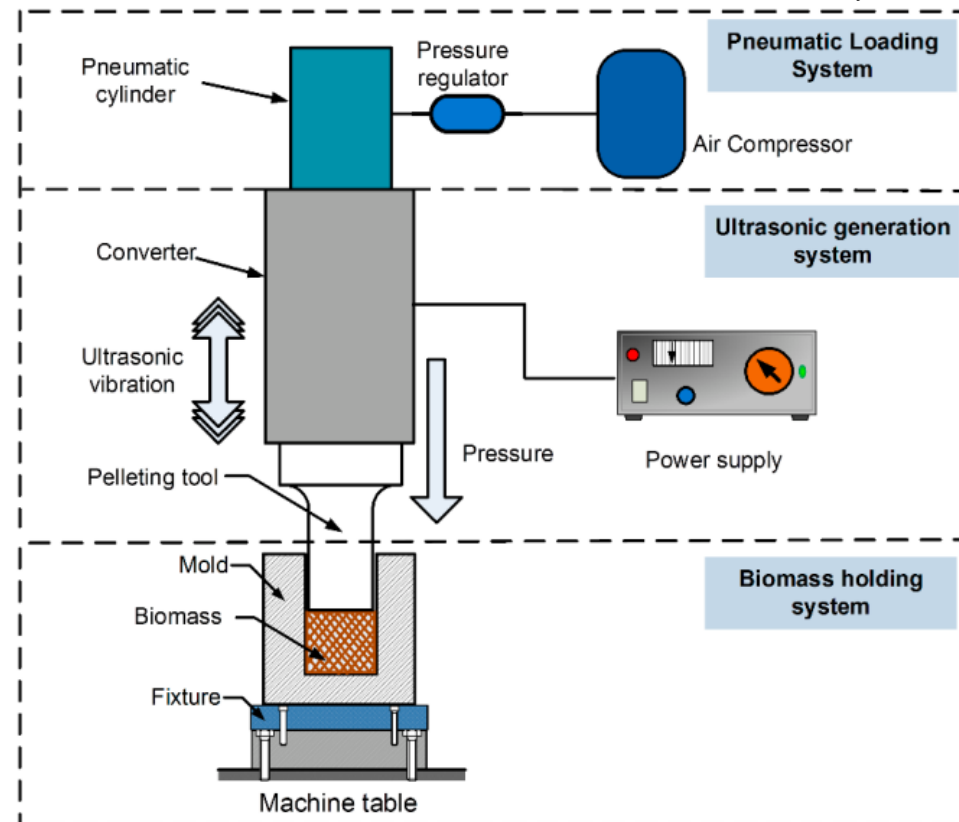 Pneumatic Loading
System
Pressure
regulator
Pneumatic
cylinder
Air Compressor
Ultrasonic generation
system
Converter
Ultrasonic
vibration
Pressure
Power supply
Pelleting tool
Biomass holding
system
Mold
Biomass
Fixture
Machine table